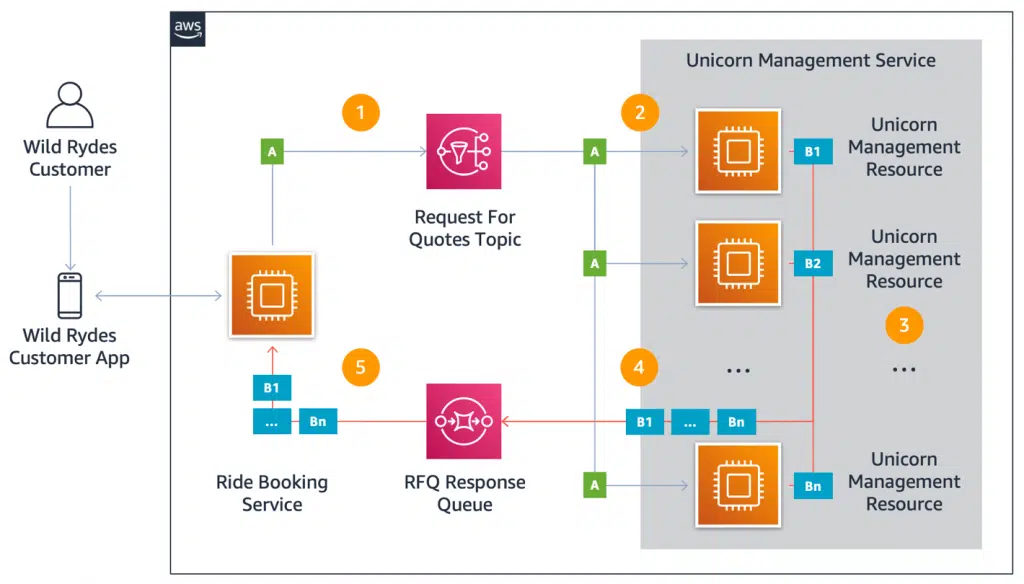 aws
Unicorn Management Service
1
2
Wild Rydes
Customer
A
A
B1
Unicorn
Management
Resource
Request For
Quotes Topic
A
B2
Unicorn
Management
Resource
Wild Rydes
Customer App
3
5
4
...
...
B1
...
Bn
B1
...
Bn
Ride Booking
Service
RFQ Response
Queue
A
Bn
Unicorn
Management
Resource